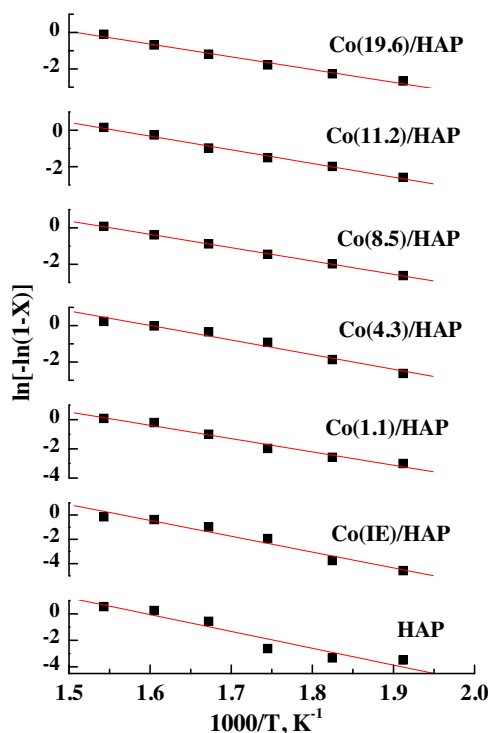 0
-2
Co(19.6)/HAP
0
-2
Co(11.2)/HAP
0
-2
Co(8.5)/HAP
0
-2
Co(4.3)/HAP
0
-2
-4
Co(1.1)/HAP
0
-2
-4
Co(IE)/HAP
0
-2
-4
HAP
ln[-ln(1-X)]
1.5 1.6 1.7 1.8 1.9 2.0
1000/T, K⁻¹